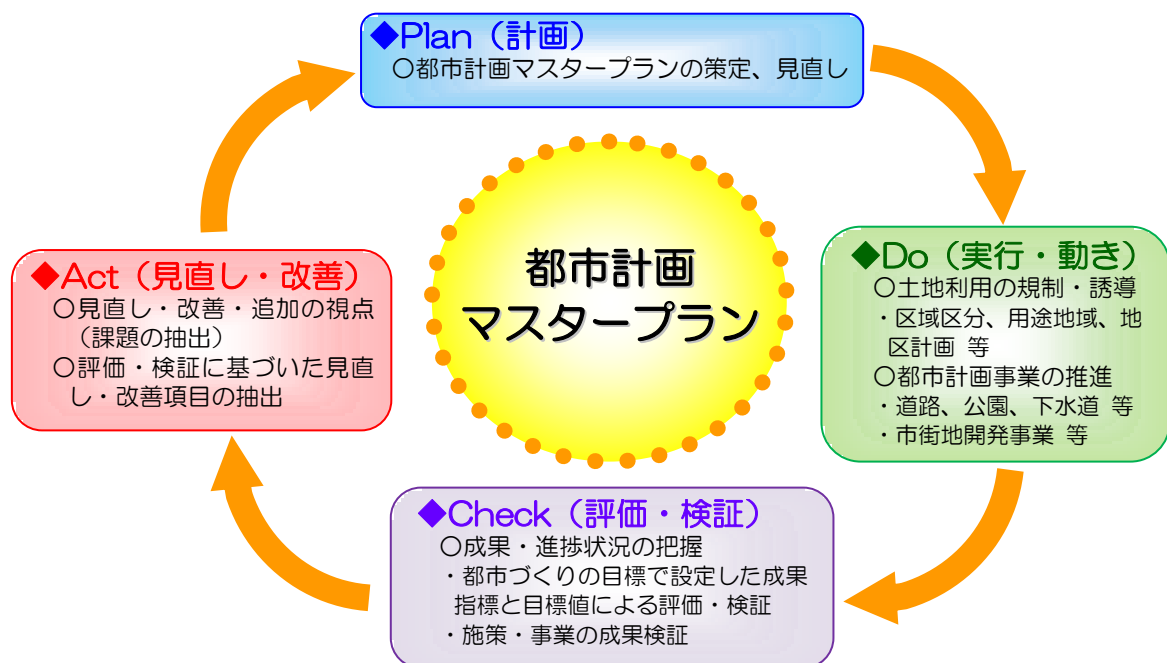 ◆Plan（計画）
○都市計画マスタープランの策定、見直し
都市計画
マスタープラン
◆Do（実行・動き）
○土地利用の規制・誘導
・区域区分、用途地域、地
区計画 等
○都市計画事業の推進
・道路、公園、下水道 等
・市街地開発事業 等
◆Check（評価・検証）
○成果・進捗状況の把握
・都市づくりの目標で設定した成果
指標と目標値による評価・検証
・施策・事業の成果検証
◆Act（見直し・改善）
○見直し・改善・追加の視点
（課題の抽出）
○評価・検証に基づいた見直
し・改善項目の抽出